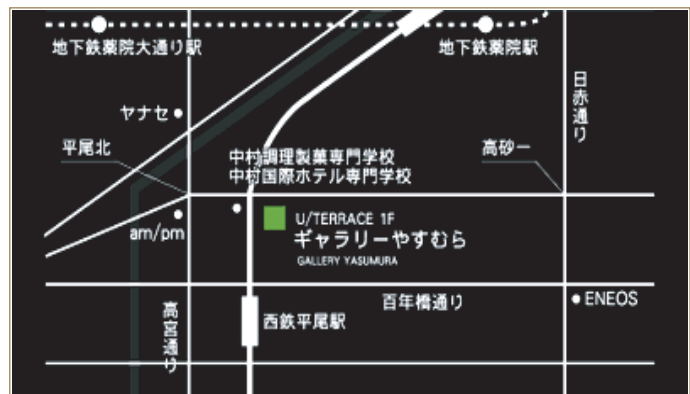 地下鉄薬院大通り駅
地下鉄薬院駅
日赤通り
ヤナセ
平尾北
中村調理製菓専門学校
中村国際ホテル専門学校
高砂一
am/pm
U/TERRACE 1F
ギャラリーやすむら
GALLERY YASUMURA
高宮通り
西鉄平尾駅
百年橋通り
ENEOS